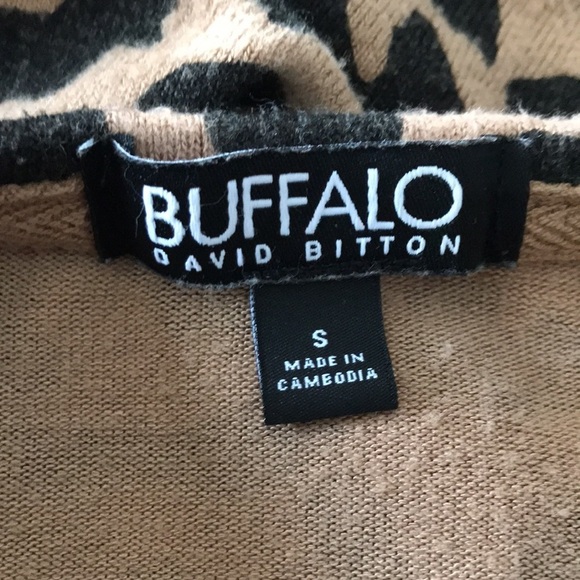 BUFFALO
DAVID BITTON
S
MADE IN
CAMBODIA